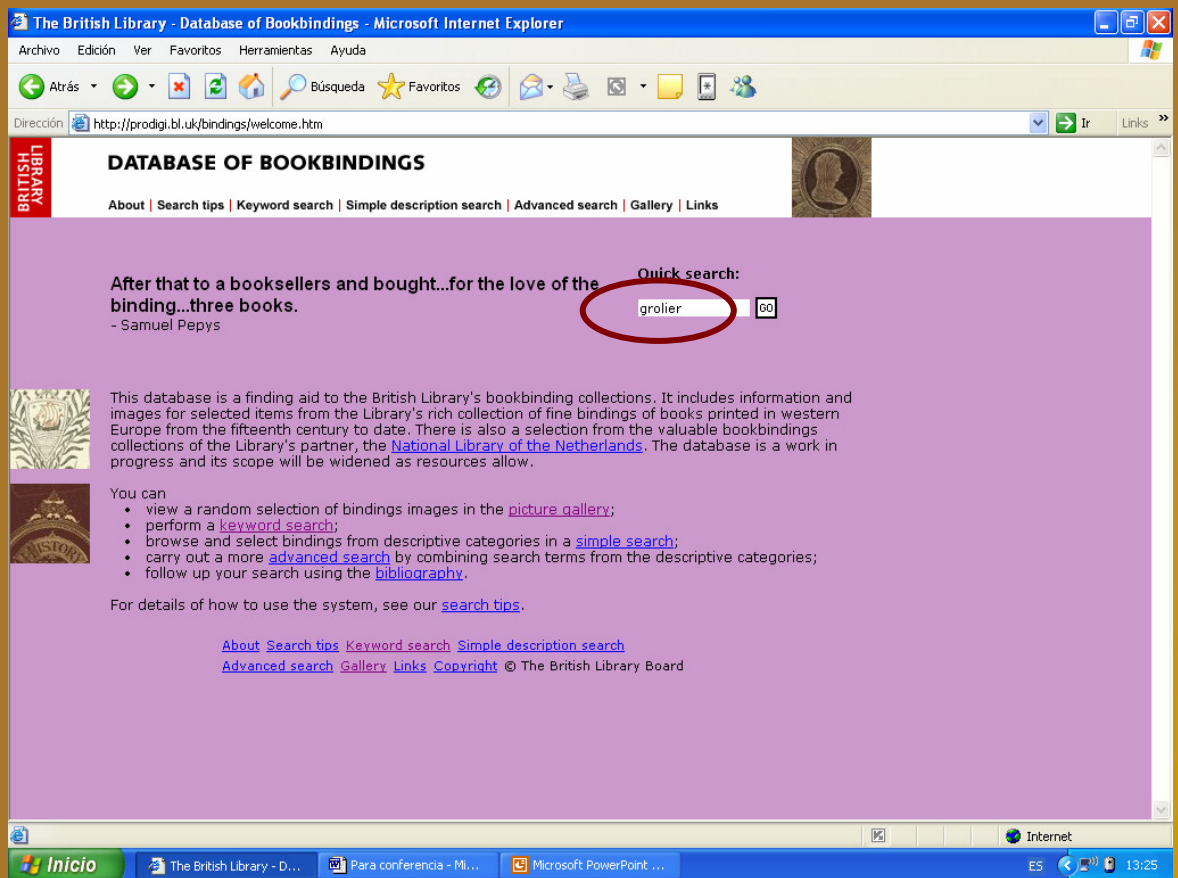 The British Library - Database of Bookbindings - Microsoft Internet Explorer
Archivo Edición Ver Favoritos Herramientas Ayuda
Atrás Búsqueda Favoritos
Dirección http://prodigi.bl.uk/bindings/welcome.htm Ir Links »
BRITISH LIBRARY
DATABASE OF BOOKBINDINGS
About | Search tips | Keyword search | Simple description search | Advanced search | Gallery | Links
Quick search:
After that to a booksellers and bought...for the love of the
binding...three books.
grolier GO
- Samuel Pepys
This database is a finding aid to the British Library's bookbinding collections. It includes information and
images for selected items from the Library's rich collection of fine bindings of books printed in western
Europe from the fifteenth century to date. There is also a selection from the valuable bookbindings
collections of the Library's partner, the National Library of the Netherlands. The database is a work in
progress and its scope will be widened as resources allow.
You can
• view a random selection of bindings images in the picture gallery;
• perform a keyword search;
• browse and select bindings from descriptive categories in a simple search;
• carry out a more advanced search by combining search terms from the descriptive categories;
• follow up your search using the bibliography.
HISTORY
For details of how to use the system, see our search tips.
About Search tips Keyword search Simple description search
Advanced search Gallery Links Copyright © The British Library Board
Internet
Inicio The British Library - D... Para conferencia - Mi... Microsoft PowerPoint ... ES 13:25